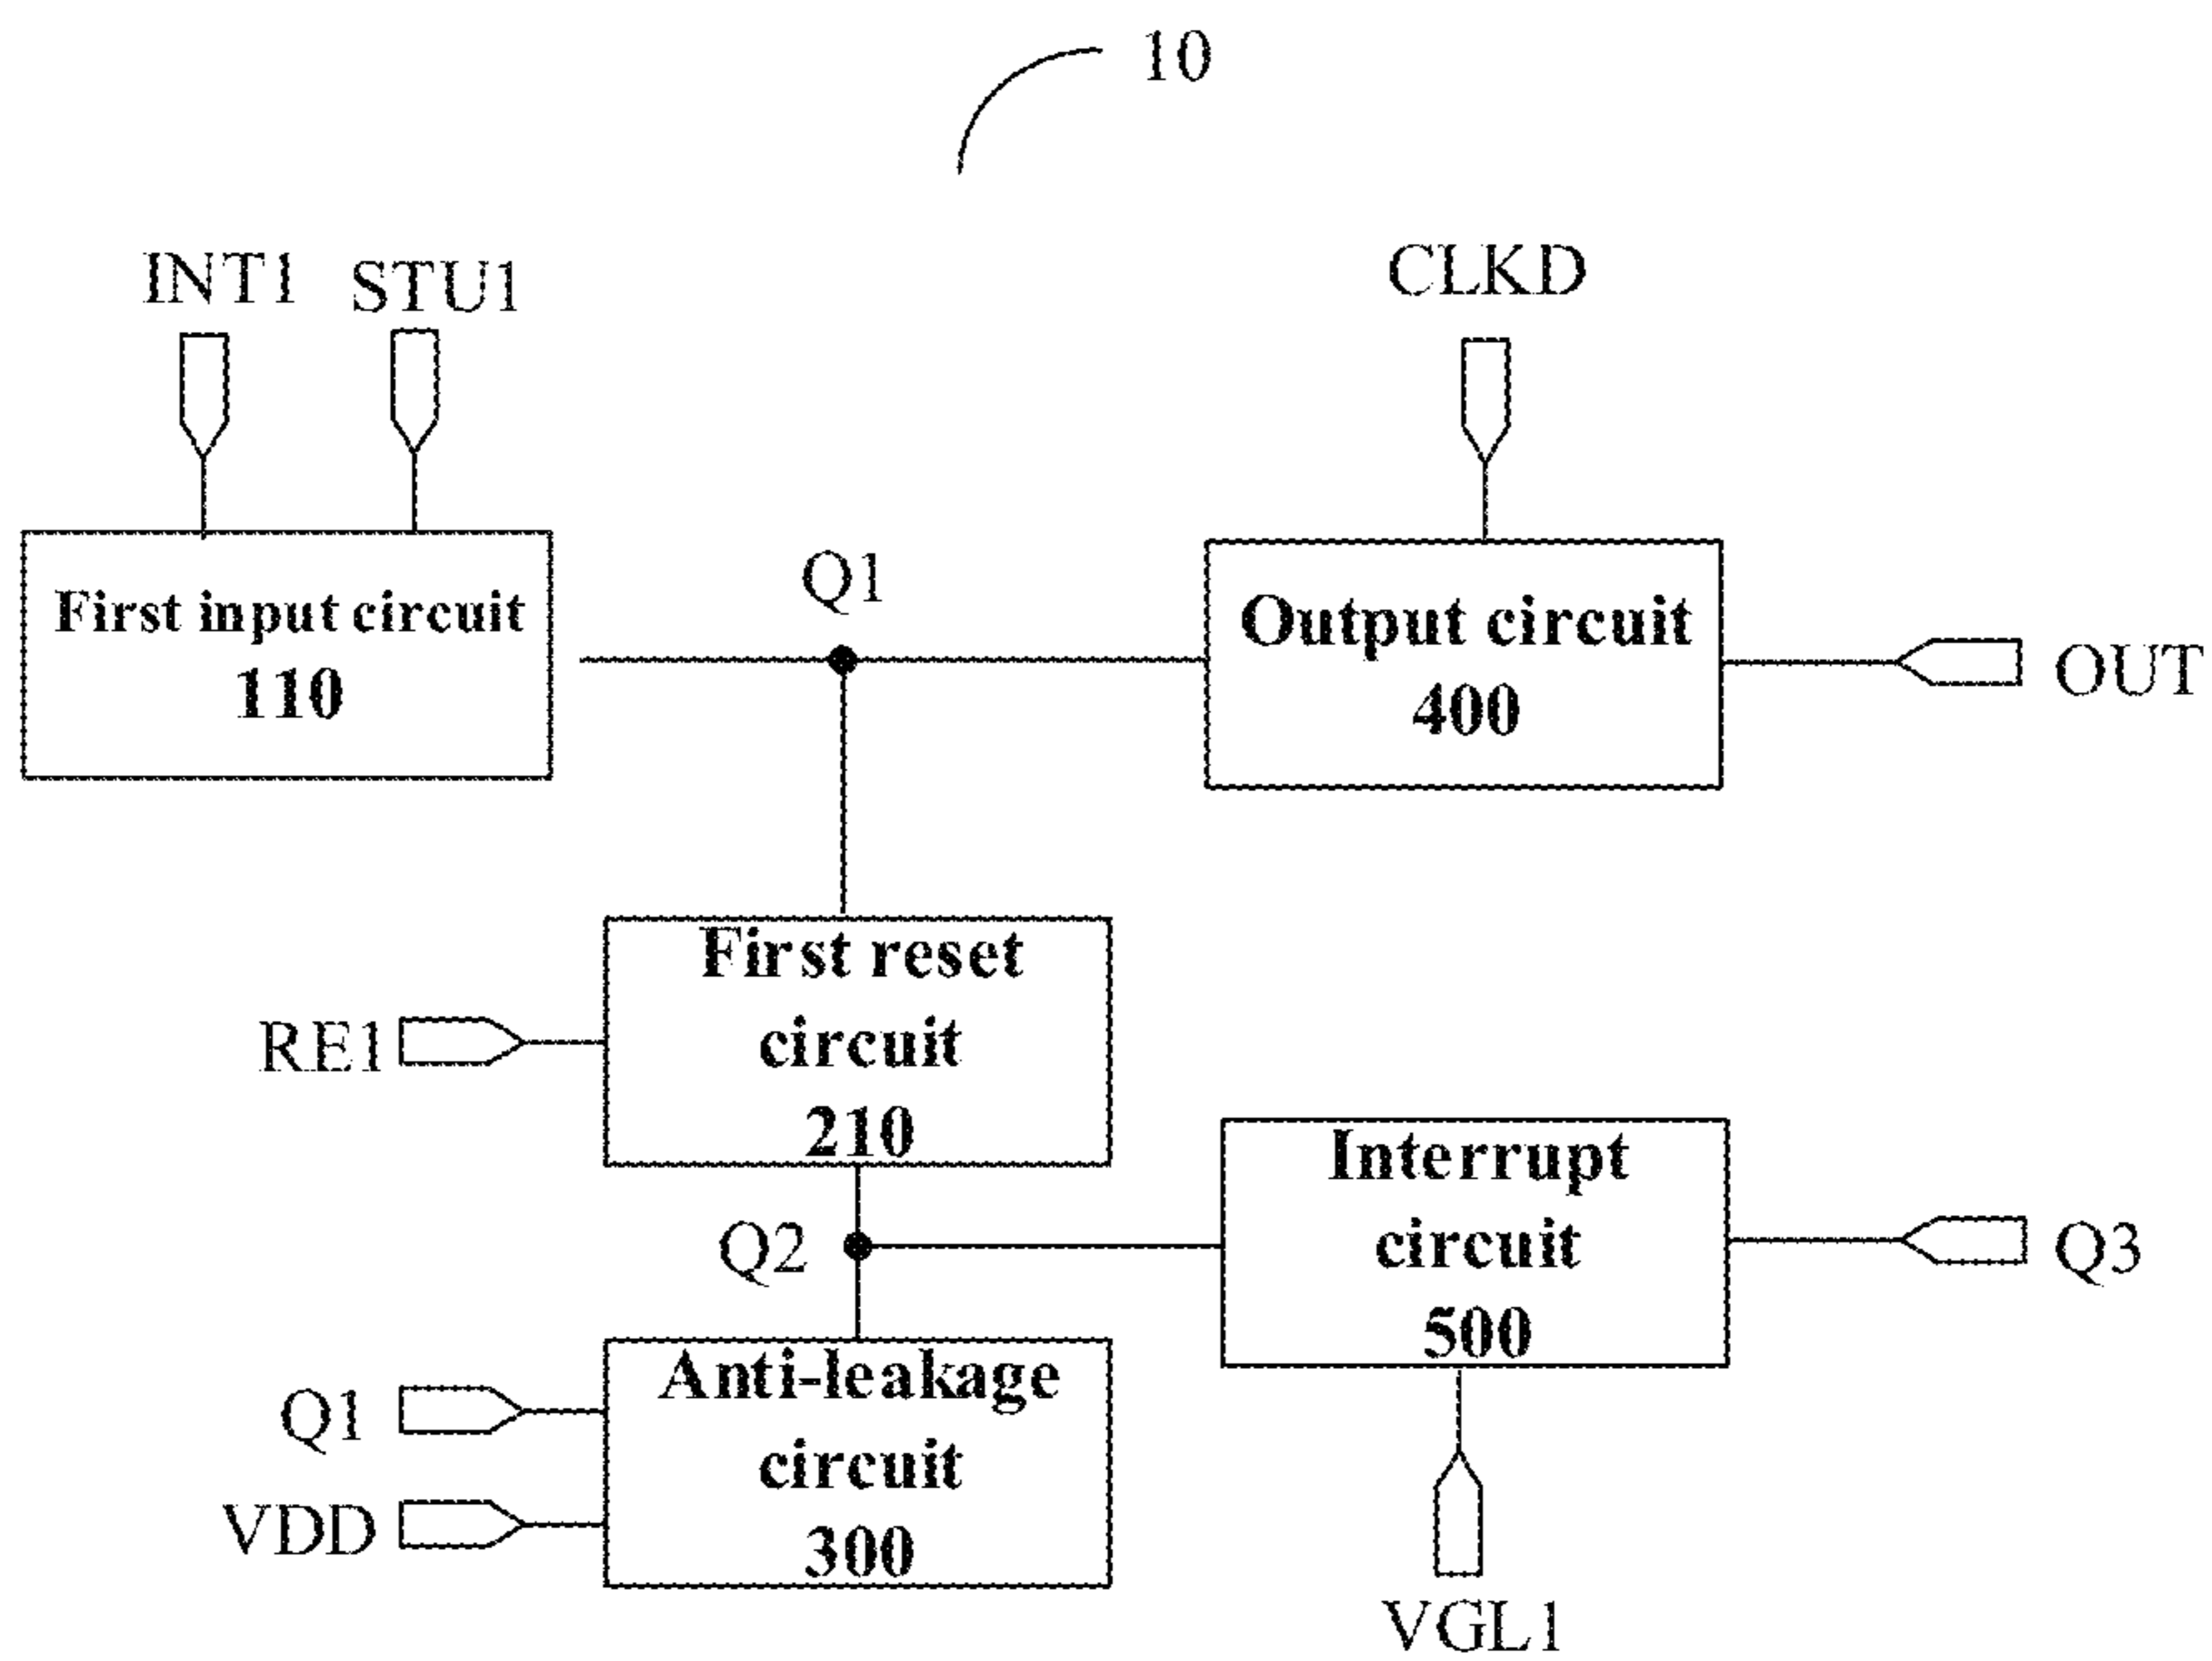 10
INT1
STU1
CLKD
First input circuit
110
Q1
Output circuit
400
OUT
First reset
circuit
210
RE1
Interrupt
circuit
500
Q2
Q3
Anti-leakage
circuit
300
Q1
VDD
VGL1